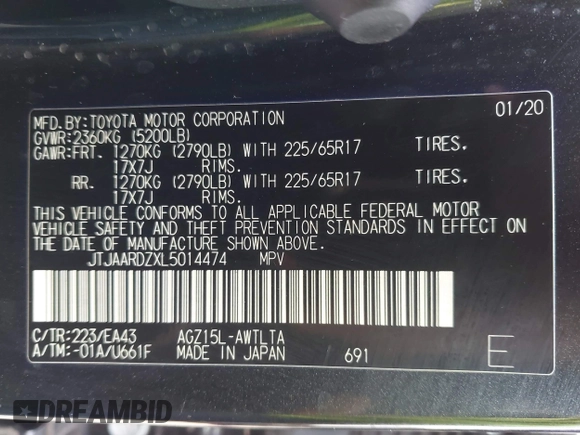 MFD.BY:TOYOTA MOTOR CORPORATION 01/20
GVWR:2360KG (5200LB)
GAWR:FRT. 1270KG (2790LB) WITH 225/65R17 TIRES.
17X7J RIMS.
RR. 1270KG (2790LB) WITH 225/65R17 TIRES.
17X7J RIMS.
THIS VEHICLE CONFORMS TO ALL APPLICABLE FEDERAL MOTOR
VEHICLE SAFETY AND THEFT PREVENTION STANDARDS IN EFFECT ON
THE DATE OF MANUFACTURE SHOWN ABOVE.
JTJAARDZXL5014474 MPV
C/TR:223/EA43 AGZ15L-AWTLTA
A/TM:-01A/U661F MADE IN JAPAN 691 E
DREAMBID